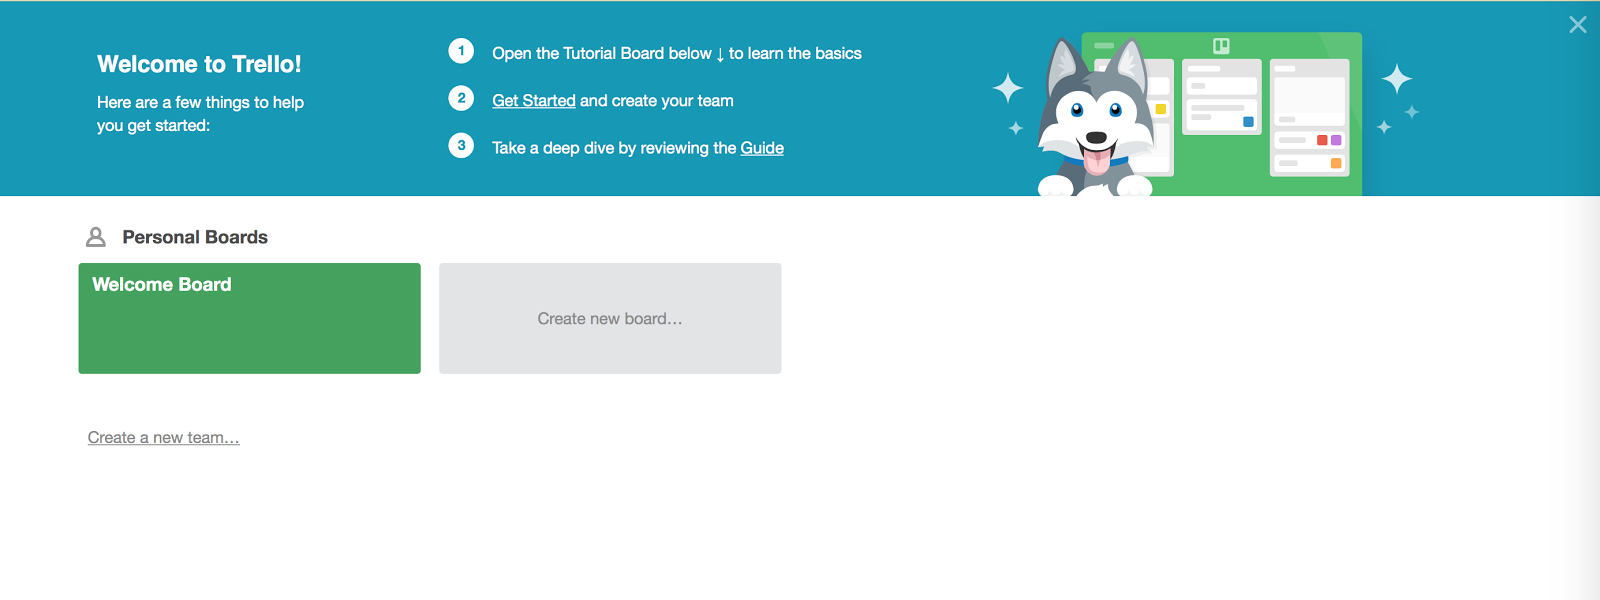 Welcome to Trello!
Here are a few things to help
you get started:
1 Open the Tutorial Board below ↓ to learn the basics
2 Get Started and create your team
3 Take a deep dive by reviewing the Guide
Personal Boards
Welcome Board
Create new board…
Create a new team…